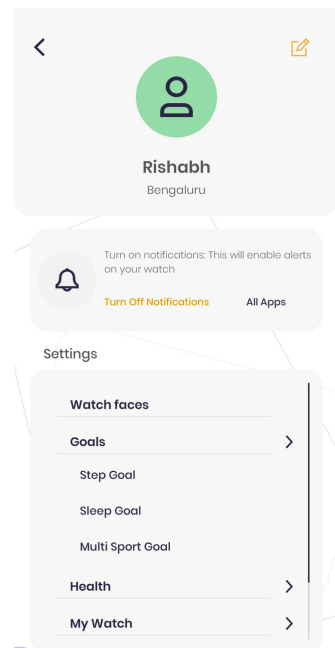 Rishabh
Bengaluru
Turn on notifications: This will enable alerts
on your watch
Turn Off Notifications All Apps
Settings
Watch faces
Goals
Step Goal
Sleep Goal
Multi Sport Goal
Health
My Watch